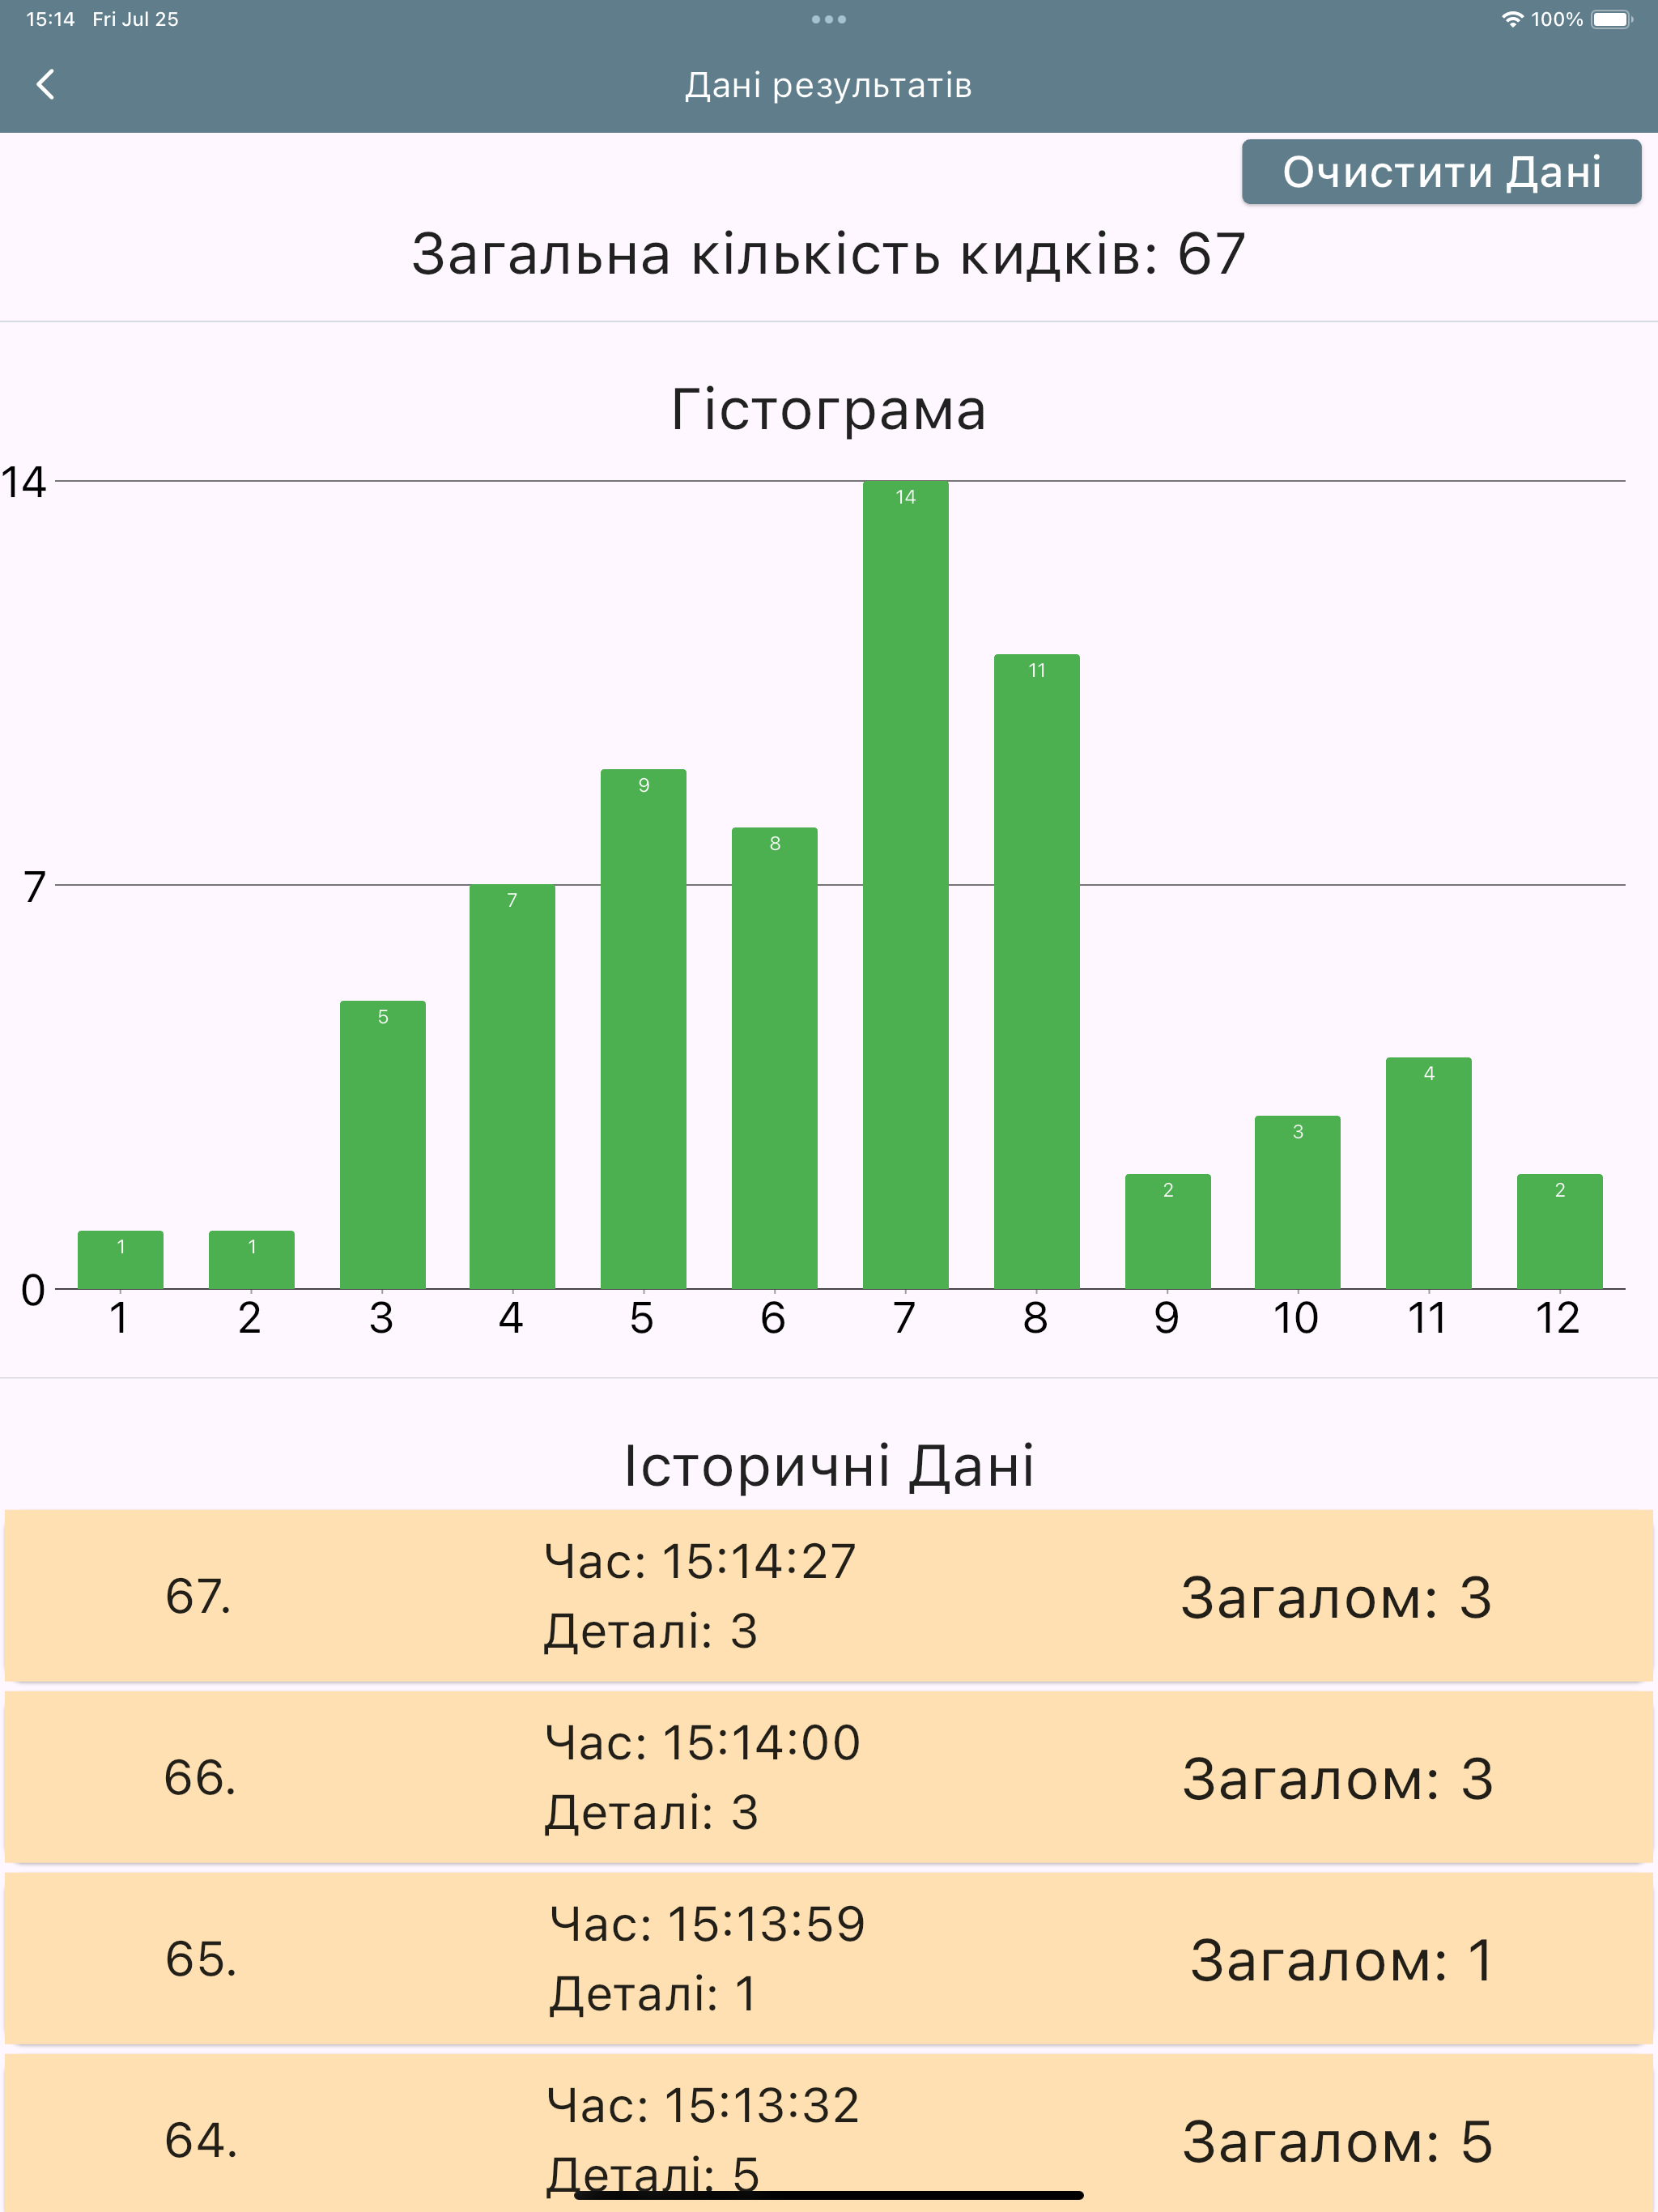 15:14 Fri Jul 25
100%
Дані результатів
Очистити Дані
Загальна кількість кидків: 67
Гістограма
14
14
11
9
8
7
7
5
4
3
2
2
1
1
0
1 2 3 4 5 6 7 8 9 10 11 12
Історичні Дані
67.
Час: 15:14:27
Деталі: 3
Загалом: 3
66.
Час: 15:14:00
Деталі: 3
Загалом: 3
65.
Час: 15:13:59
Деталі: 1
Загалом: 1
64.
Час: 15:13:32
Деталі: 5
Загалом: 5